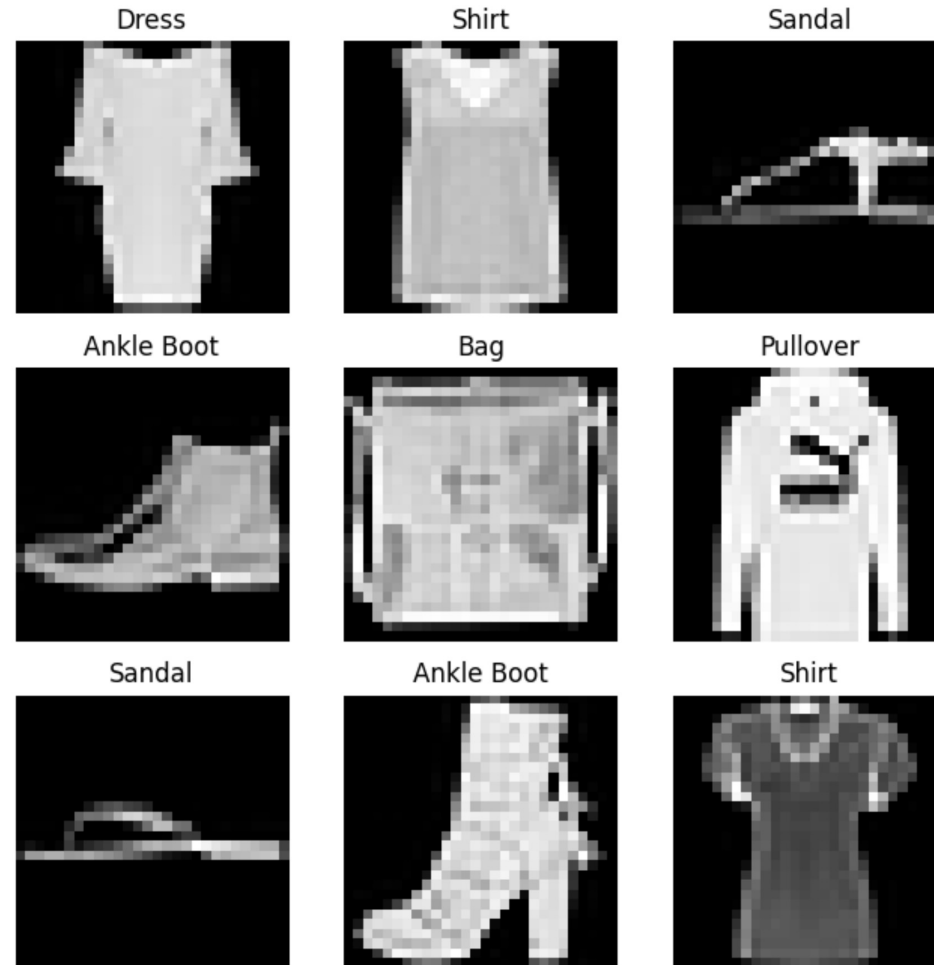 Dress
Shirt
Sandal
Ankle Boot
Bag
Pullover
Sandal
Ankle Boot
Shirt